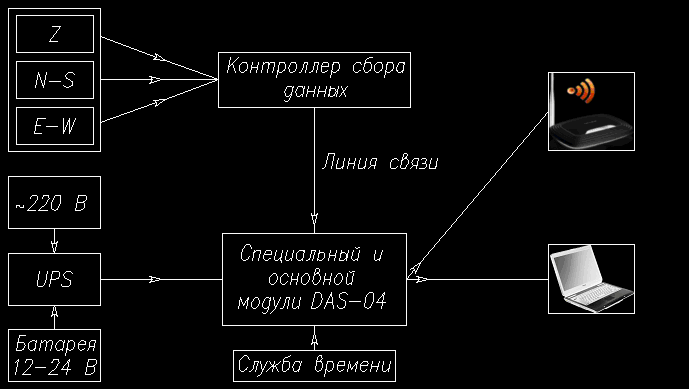 Z
N-S
E-W
Контроллер сбора
данных
Линия связи
~220 В
UPS
Батарея
12-24 В
Специальный и
основной
модули DAS-04
Служба времени